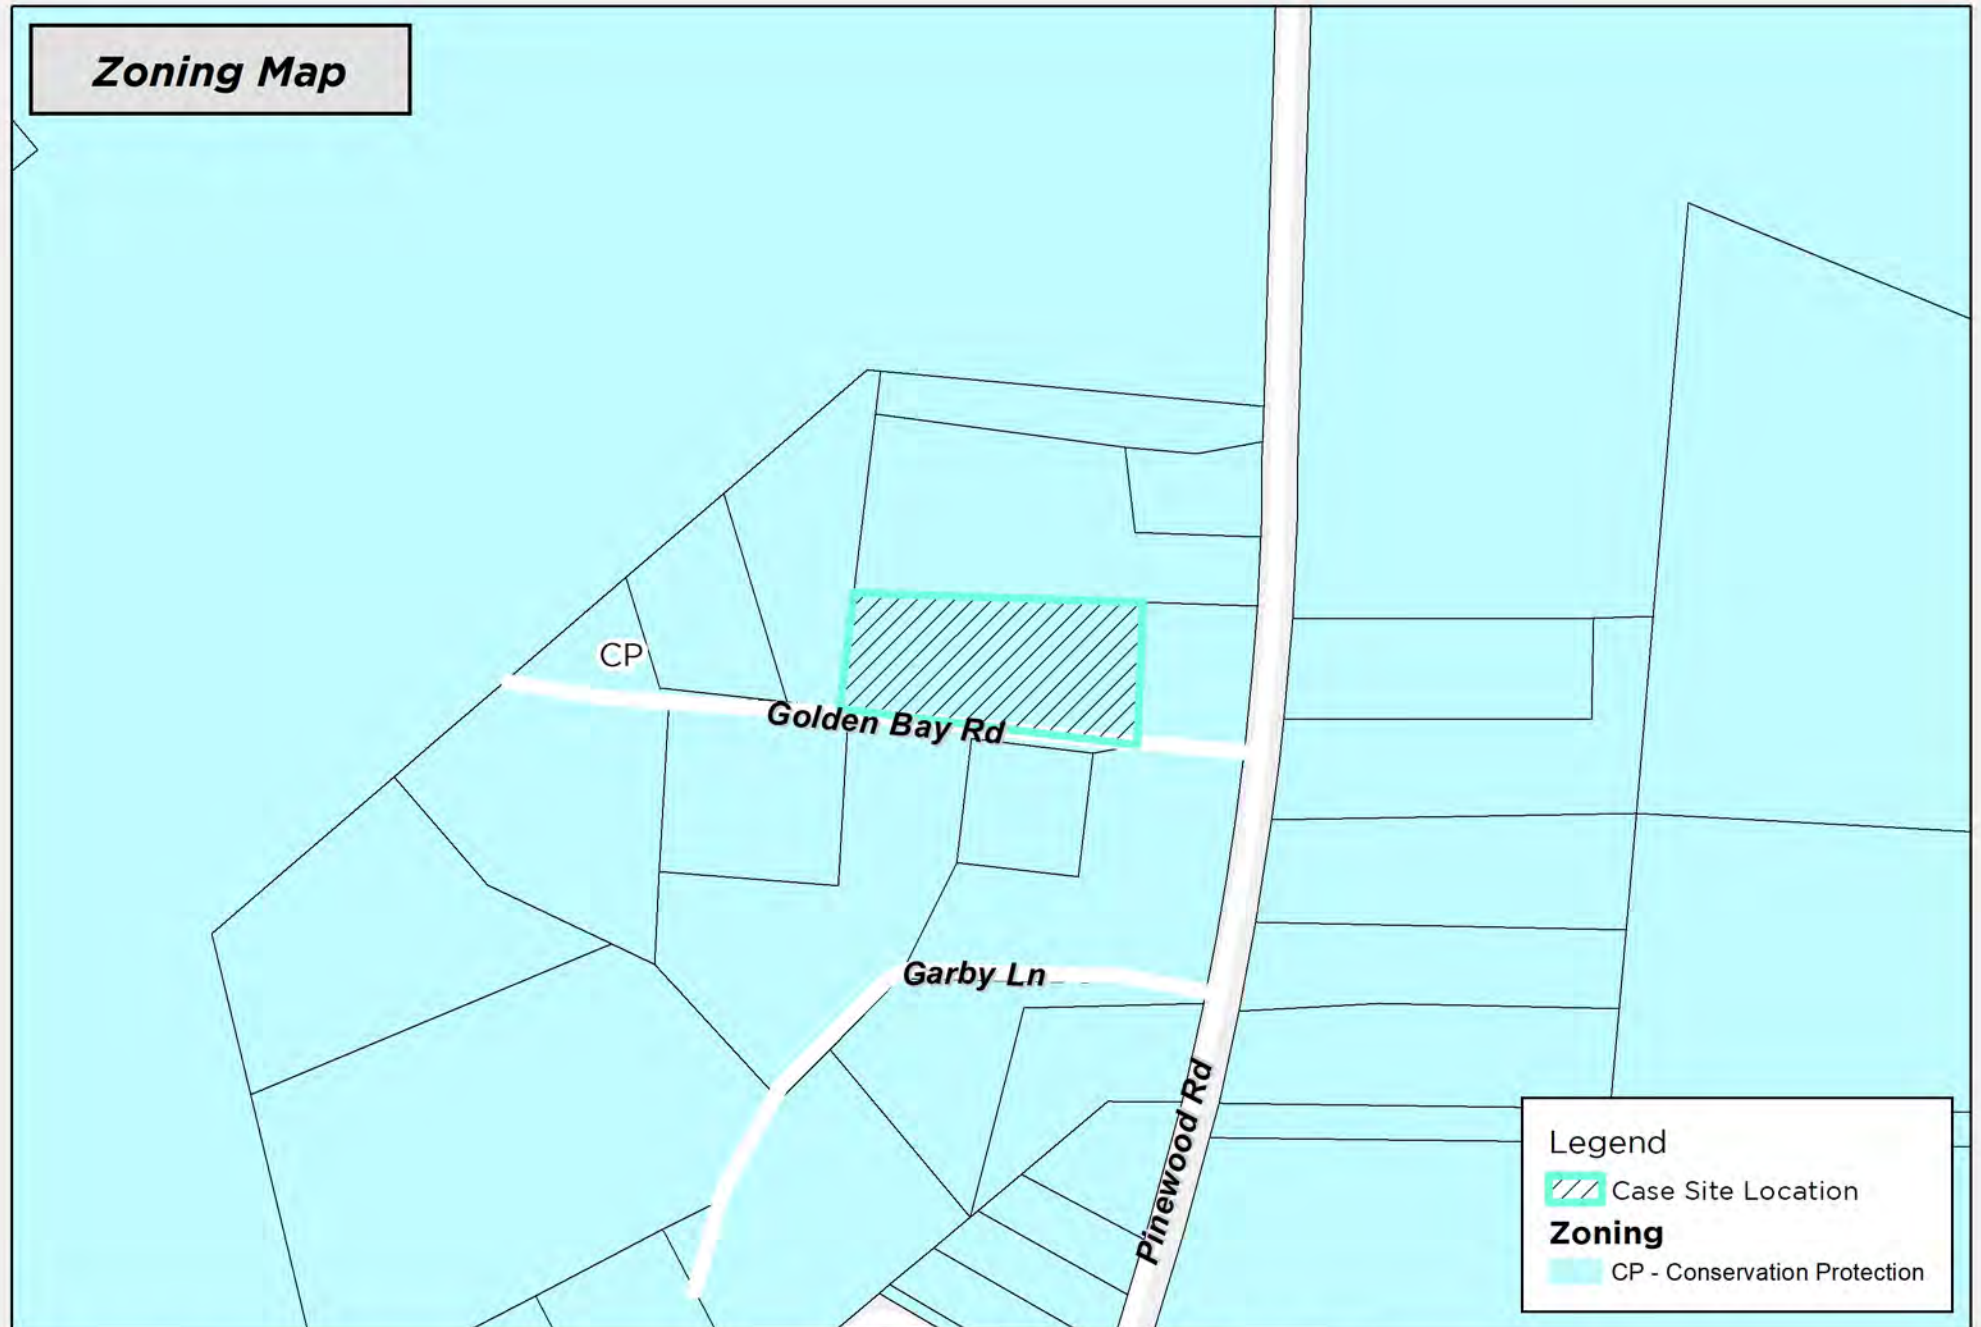 Zoning Map
CP
Golden Bay Rd
Garby Ln
Pinewood Rd
Legend
Case Site Location
Zoning
CP - Conservation Protection